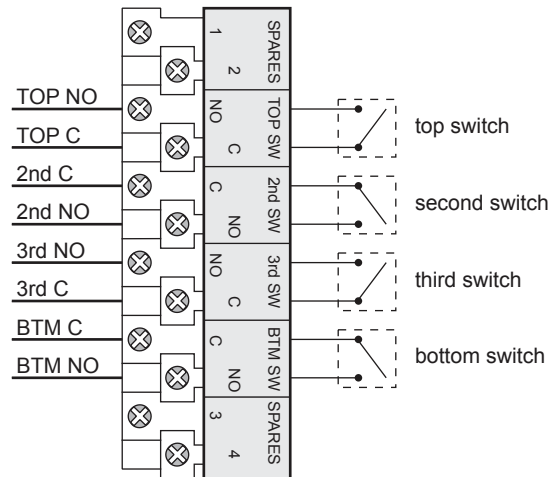 1
SPARES
2
TOP NO
NO
TOP SW
top switch
TOP C
C
2nd C
C
2nd SW
second switch
2nd NO
NO
3rd NO
NO
3rd SW
third switch
3rd C
C
BTM C
C
BTM SW
bottom switch
BTM NO
NO
3
SPARES
4